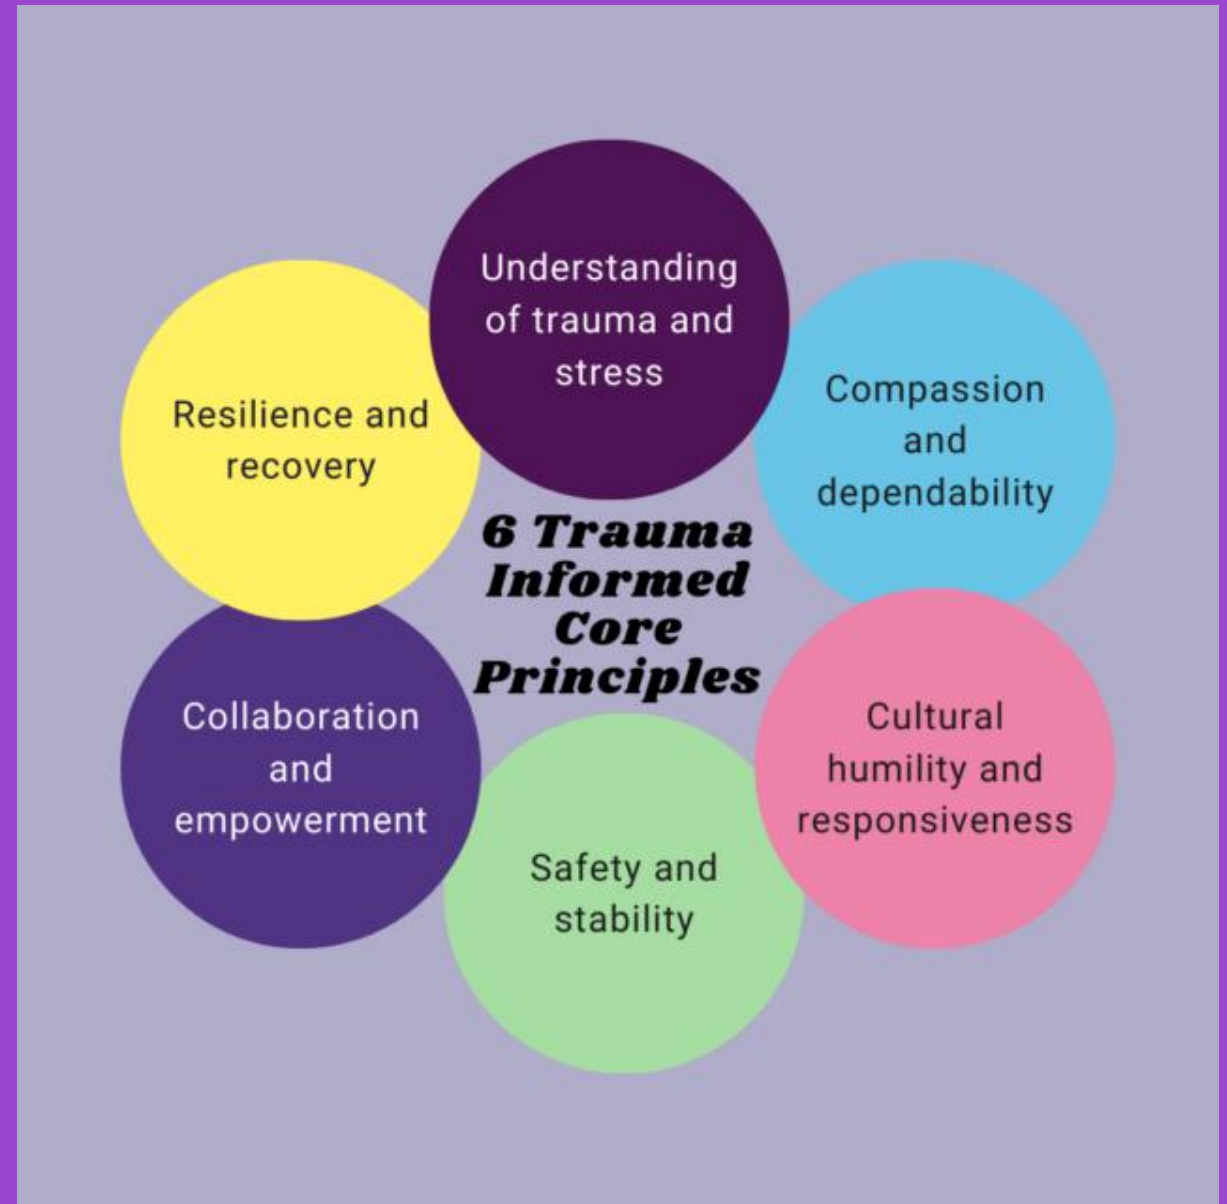 Understanding
of trauma and
stress
Compassion
and
dependability
Cultural
humility and
responsiveness
Safety and
stability
Collaboration
and
empowerment
Resilience and
recovery
6 Trauma
Informed
Core
Principles